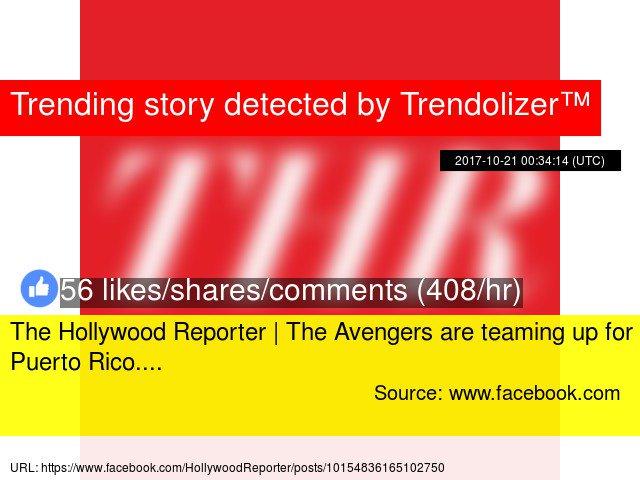 Trending story detected by Trendolizer™
2017-10-21 00:34:14 (UTC)
THR
56 likes/shares/comments (408/hr)
The Hollywood Reporter | The Avengers are teaming up for
Puerto Rico....
Source: www.facebook.com
URL: https://www.facebook.com/HollywoodReporter/posts/10154836165102750